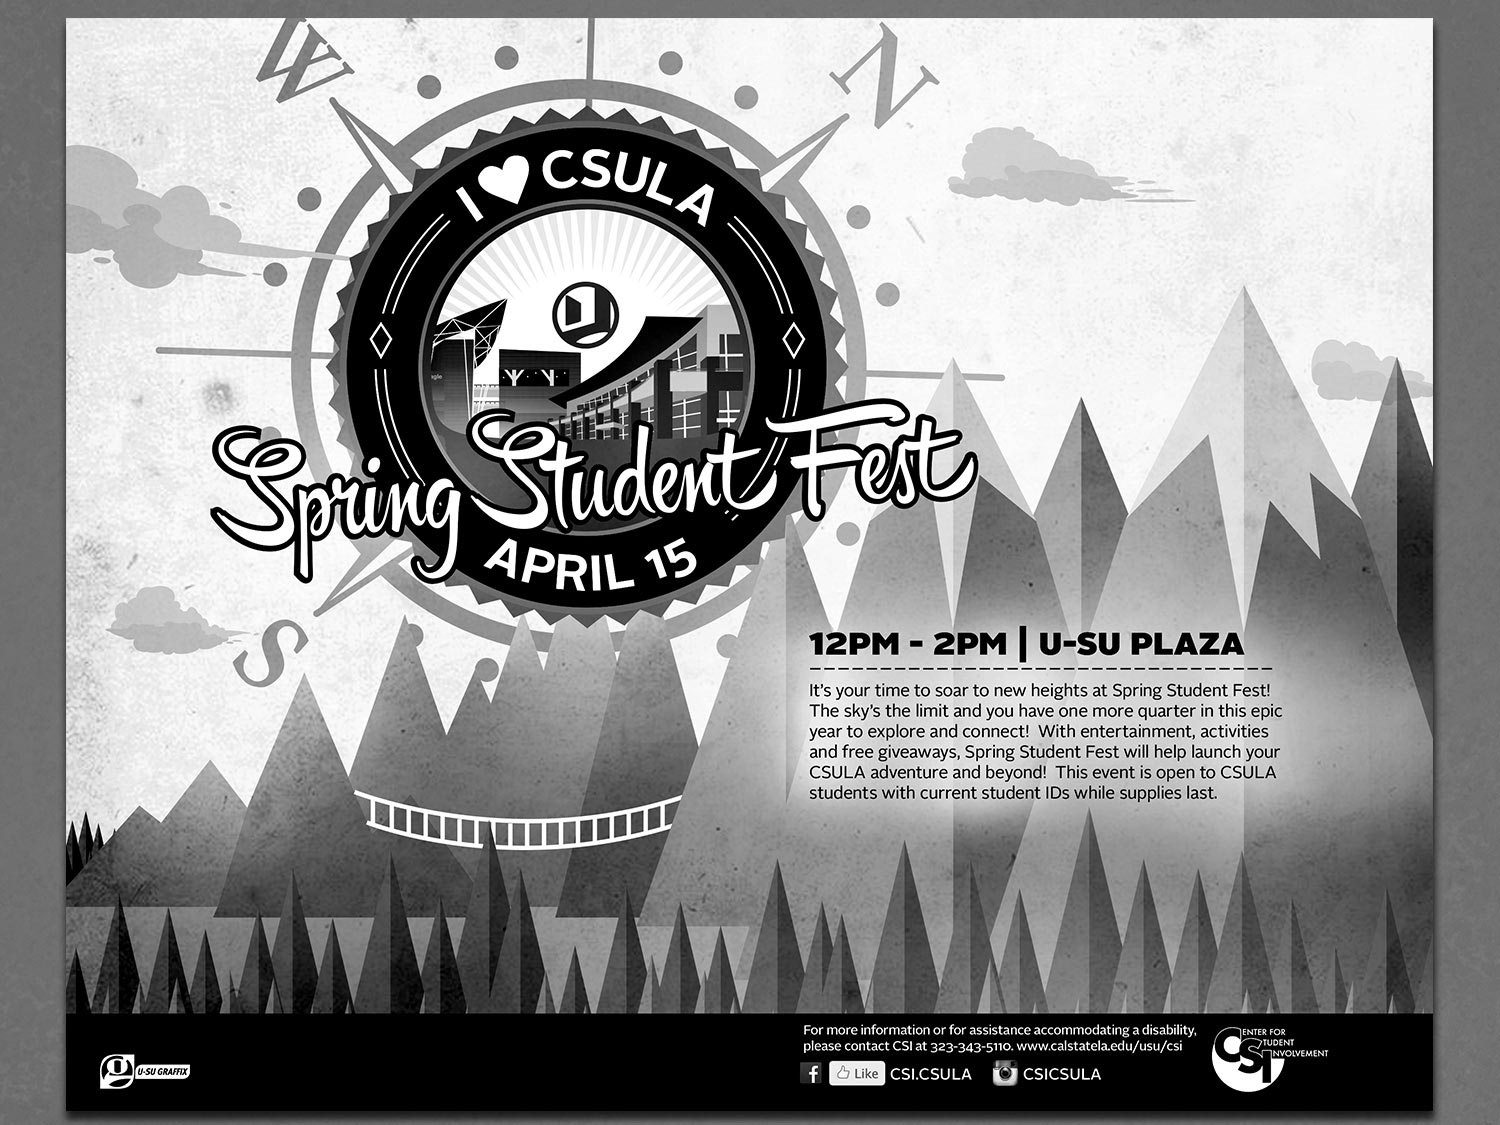 W
N
I ♥ CSULA
Spring Student Fest
APRIL 15
S
12PM - 2PM | U-SU PLAZA
It's your time to soar to new heights at Spring Student Fest!
The sky's the limit and you have one more quarter in this epic
year to explore and connect!  With entertainment, activities
and free giveaways, Spring Student Fest will help launch your
CSULA adventure and beyond!  This event is open to CSULA
students with current student IDs while supplies last.
For more information or for assistance accommodating a disability,
please contact CSI at 323-343-5110. www.calstatela.edu/usu/csi
f Like CSI.CSULA CSICSULA
CENTER FOR
STUDENT
INVOLVEMENT
g U-SU GRAFFIX